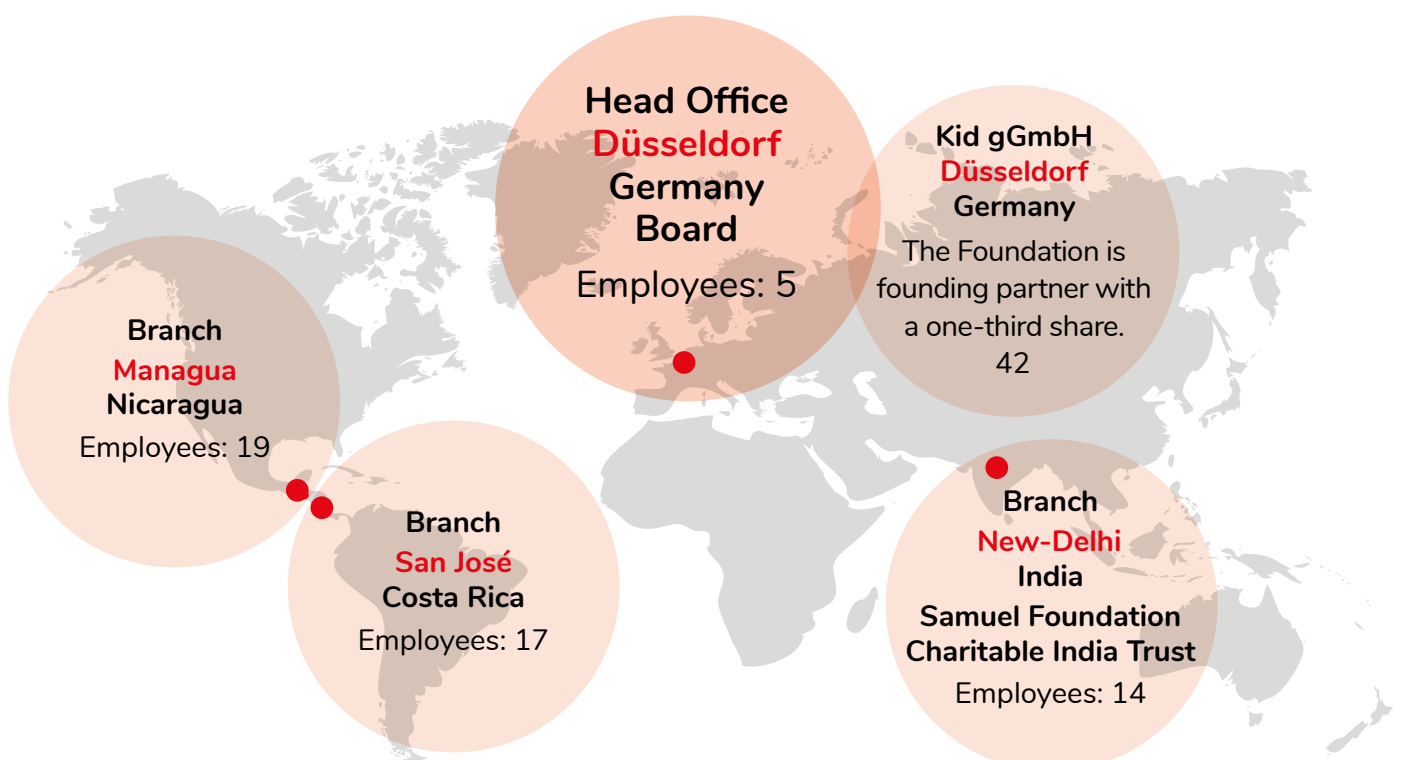 Head Office
Düsseldorf
Germany
Board
Employees: 5
Kid gGmbH
Düsseldorf
Germany
The Foundation is
founding partner with
a one-third share.
42
Branch
Managua
Nicaragua
Employees: 19
Branch
San José
Costa Rica
Employees: 17
Branch
New-Delhi
India
Samuel Foundation
Charitable India Trust
Employees: 14